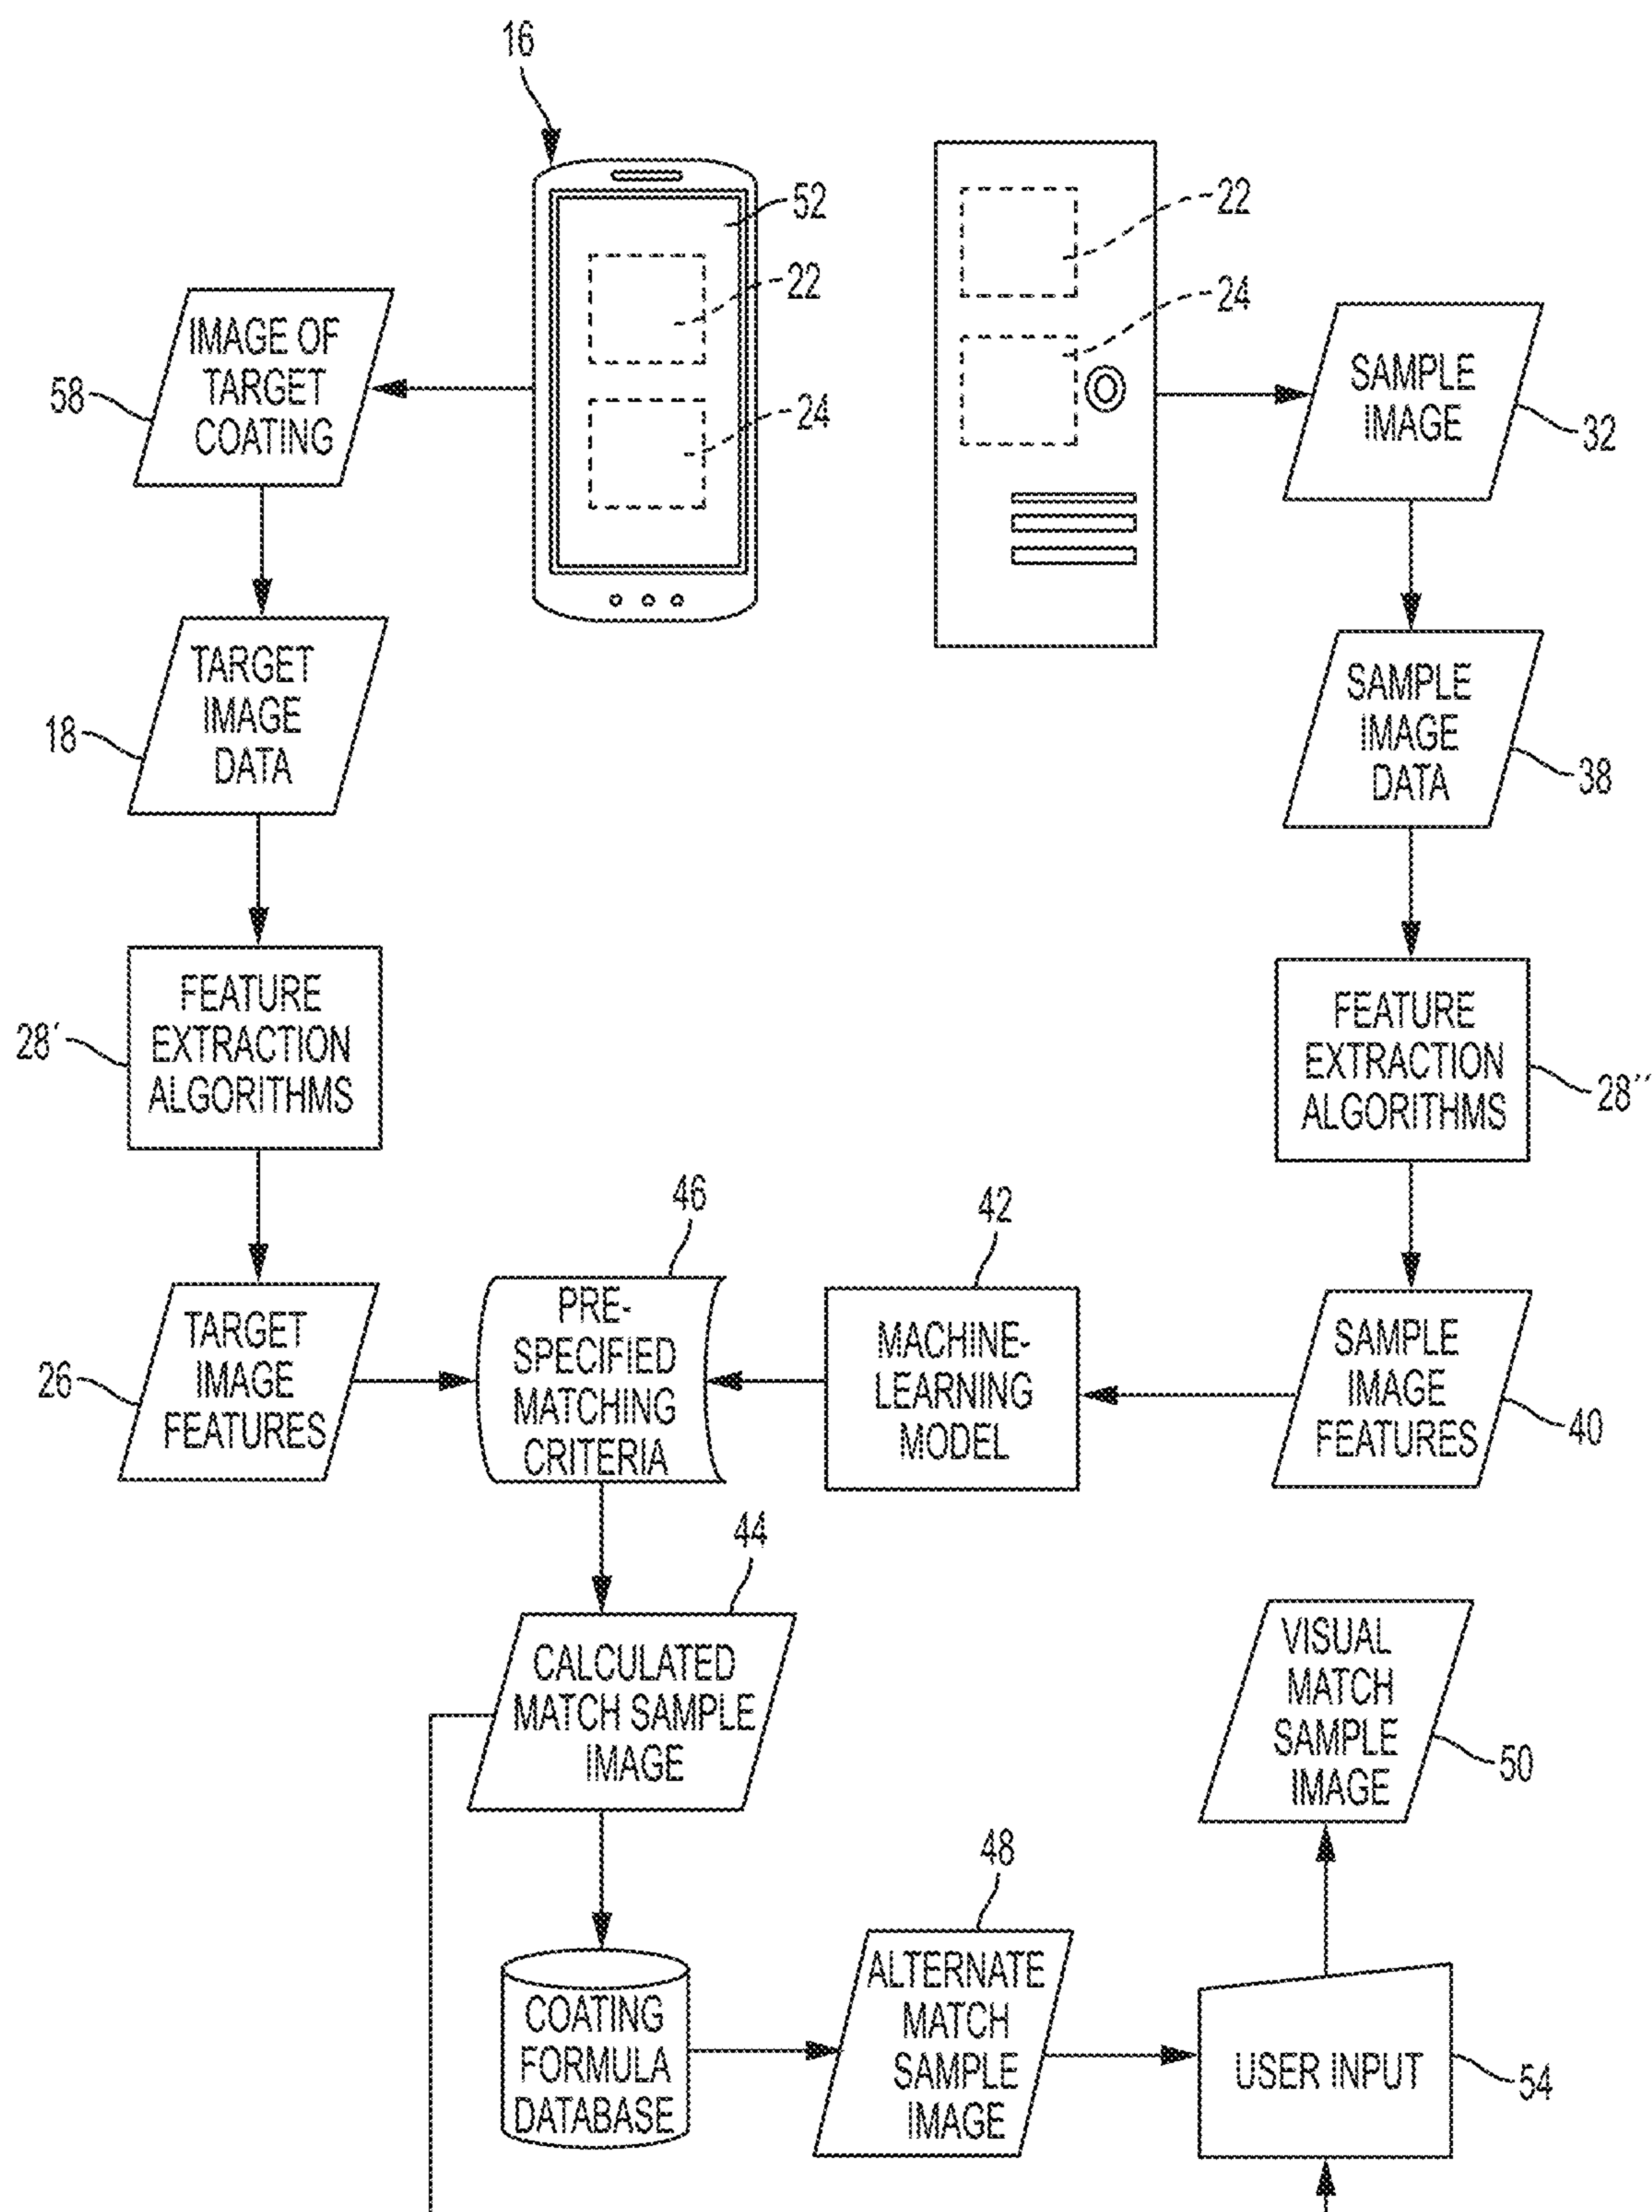 16
52
22
24
22
24
IMAGE OF
TARGET
COATING
58
SAMPLE
IMAGE
32
TARGET
IMAGE
DATA
18
SAMPLE
IMAGE
DATA
38
FEATURE
EXTRACTION
ALGORITHMS
28′
FEATURE
EXTRACTION
ALGORITHMS
28′′
TARGET
IMAGE
FEATURES
26
46
PRE-
SPECIFIED
MATCHING
CRITERIA
42
MACHINE-
LEARNING
MODEL
SAMPLE
IMAGE
FEATURES
40
44
CALCULATED
MATCH SAMPLE
IMAGE
VISUAL
MATCH
SAMPLE
IMAGE
50
COATING
FORMULA
DATABASE
48
ALTERNATE
MATCH
SAMPLE
IMAGE
USER INPUT
54